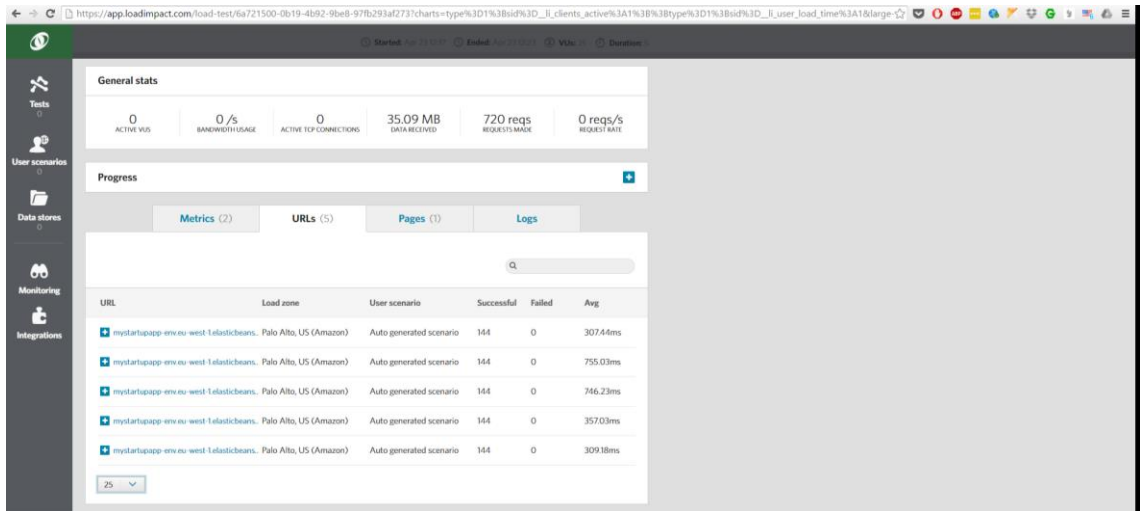 https://app.loadimpact.com/load-test/6a721500-0b19-4b92-9be8-97fb293af273?charts=type%3D1%3Bsid%3D__li_clients_active%3A1%3B%3Btype%3D1%3Bsid%3D__li_user_load_time%3A1&large-
Started: Ended: VUs: Duration:
Tests
0
User scenarios
0
Data stores
0
Monitoring
Integrations
General stats
0 0 /s 0 35.09 MB 720 reqs 0 reqs/s
ACTIVE VUS BANDWIDTH USAGE ACTIVE TCP CONNECTIONS DATA RECEIVED REQUESTS MADE REQUEST RATE
Progress
Metrics (2) URLs (5) Pages (1) Logs
URL Load zone User scenario Successful Failed Avg
mystartupapp-env.eu-west-1.elasticbeans.. Palo Alto, US (Amazon) Auto generated scenario 144 0 307.44ms
mystartupapp-env.eu-west-1.elasticbeans.. Palo Alto, US (Amazon) Auto generated scenario 144 0 755.03ms
mystartupapp-env.eu-west-1.elasticbeans.. Palo Alto, US (Amazon) Auto generated scenario 144 0 746.23ms
mystartupapp-env.eu-west-1.elasticbeans.. Palo Alto, US (Amazon) Auto generated scenario 144 0 357.03ms
mystartupapp-env.eu-west-1.elasticbeans.. Palo Alto, US (Amazon) Auto generated scenario 144 0 309.18ms
25